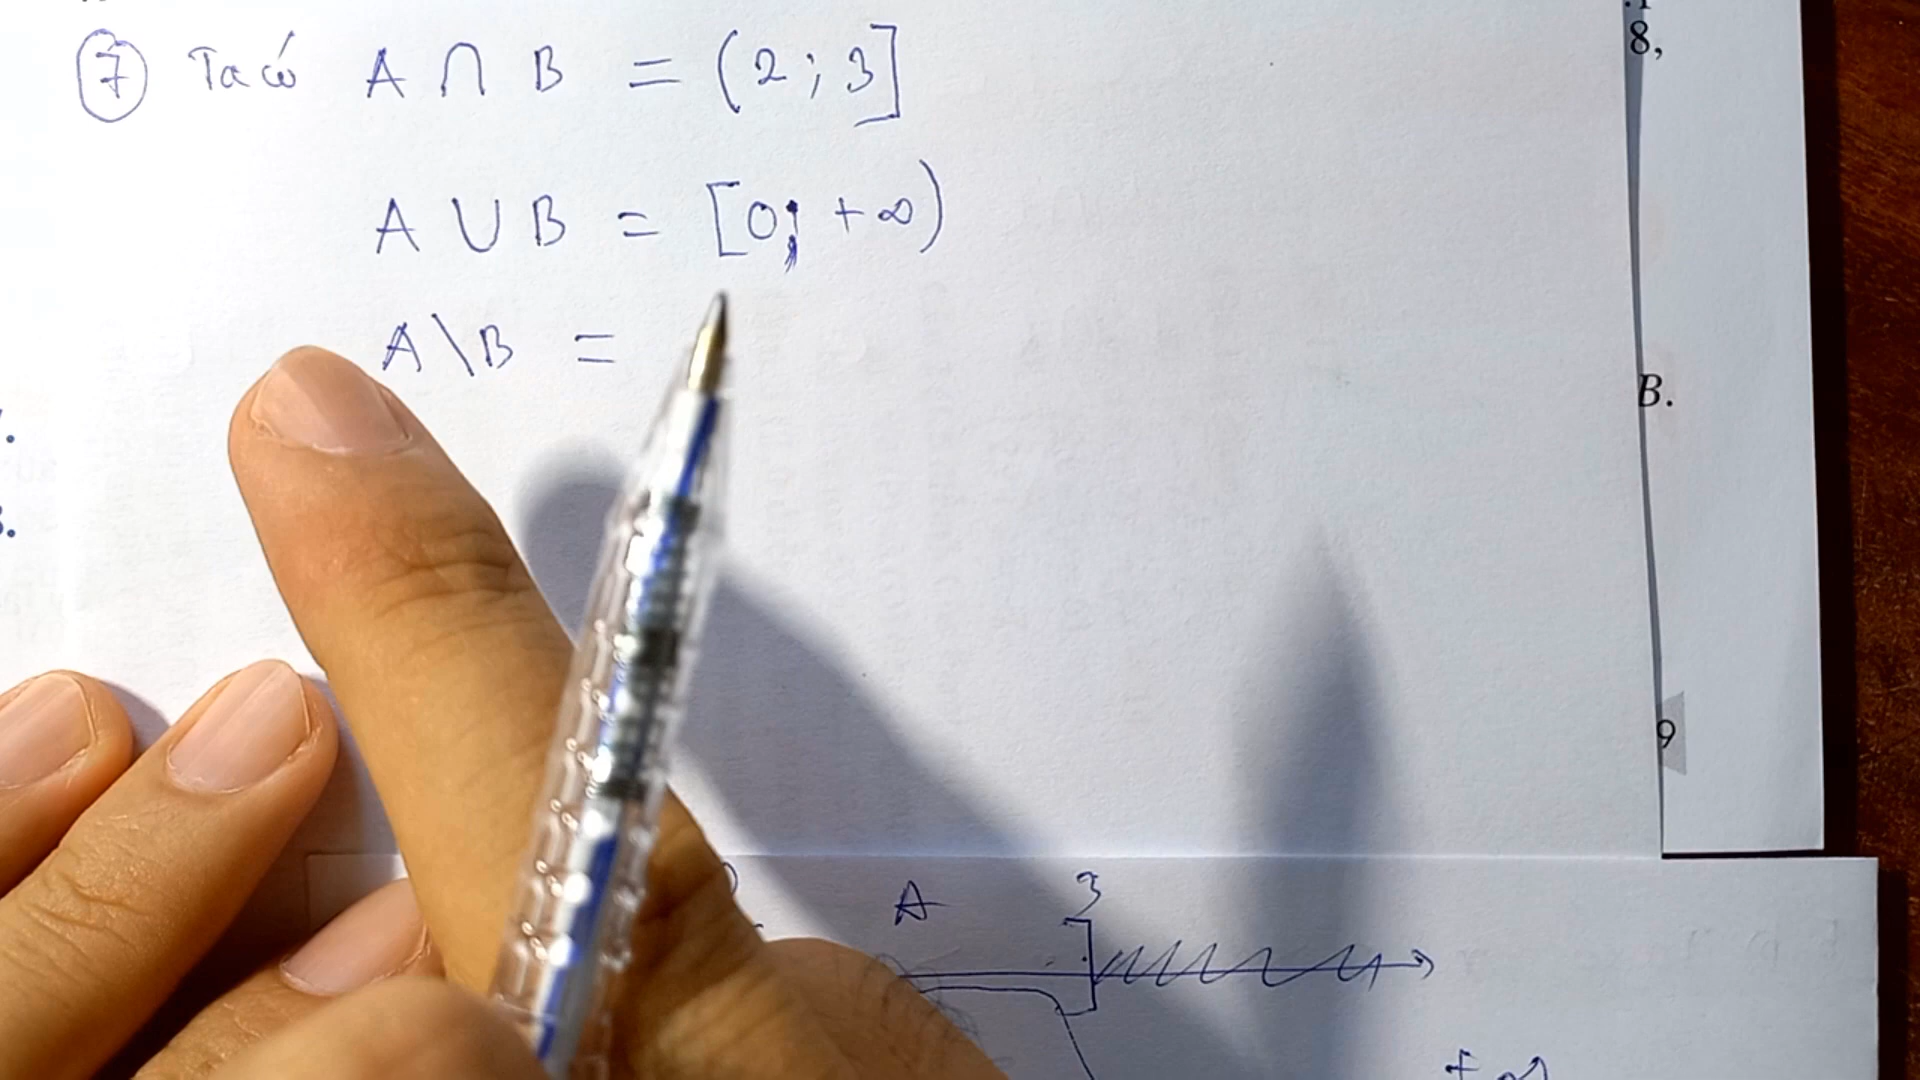 7 Ta có A ∩ B = (2 ; 3]
A ∪ B = [0; +∞)
A\B =
8,
B.
9
A 3